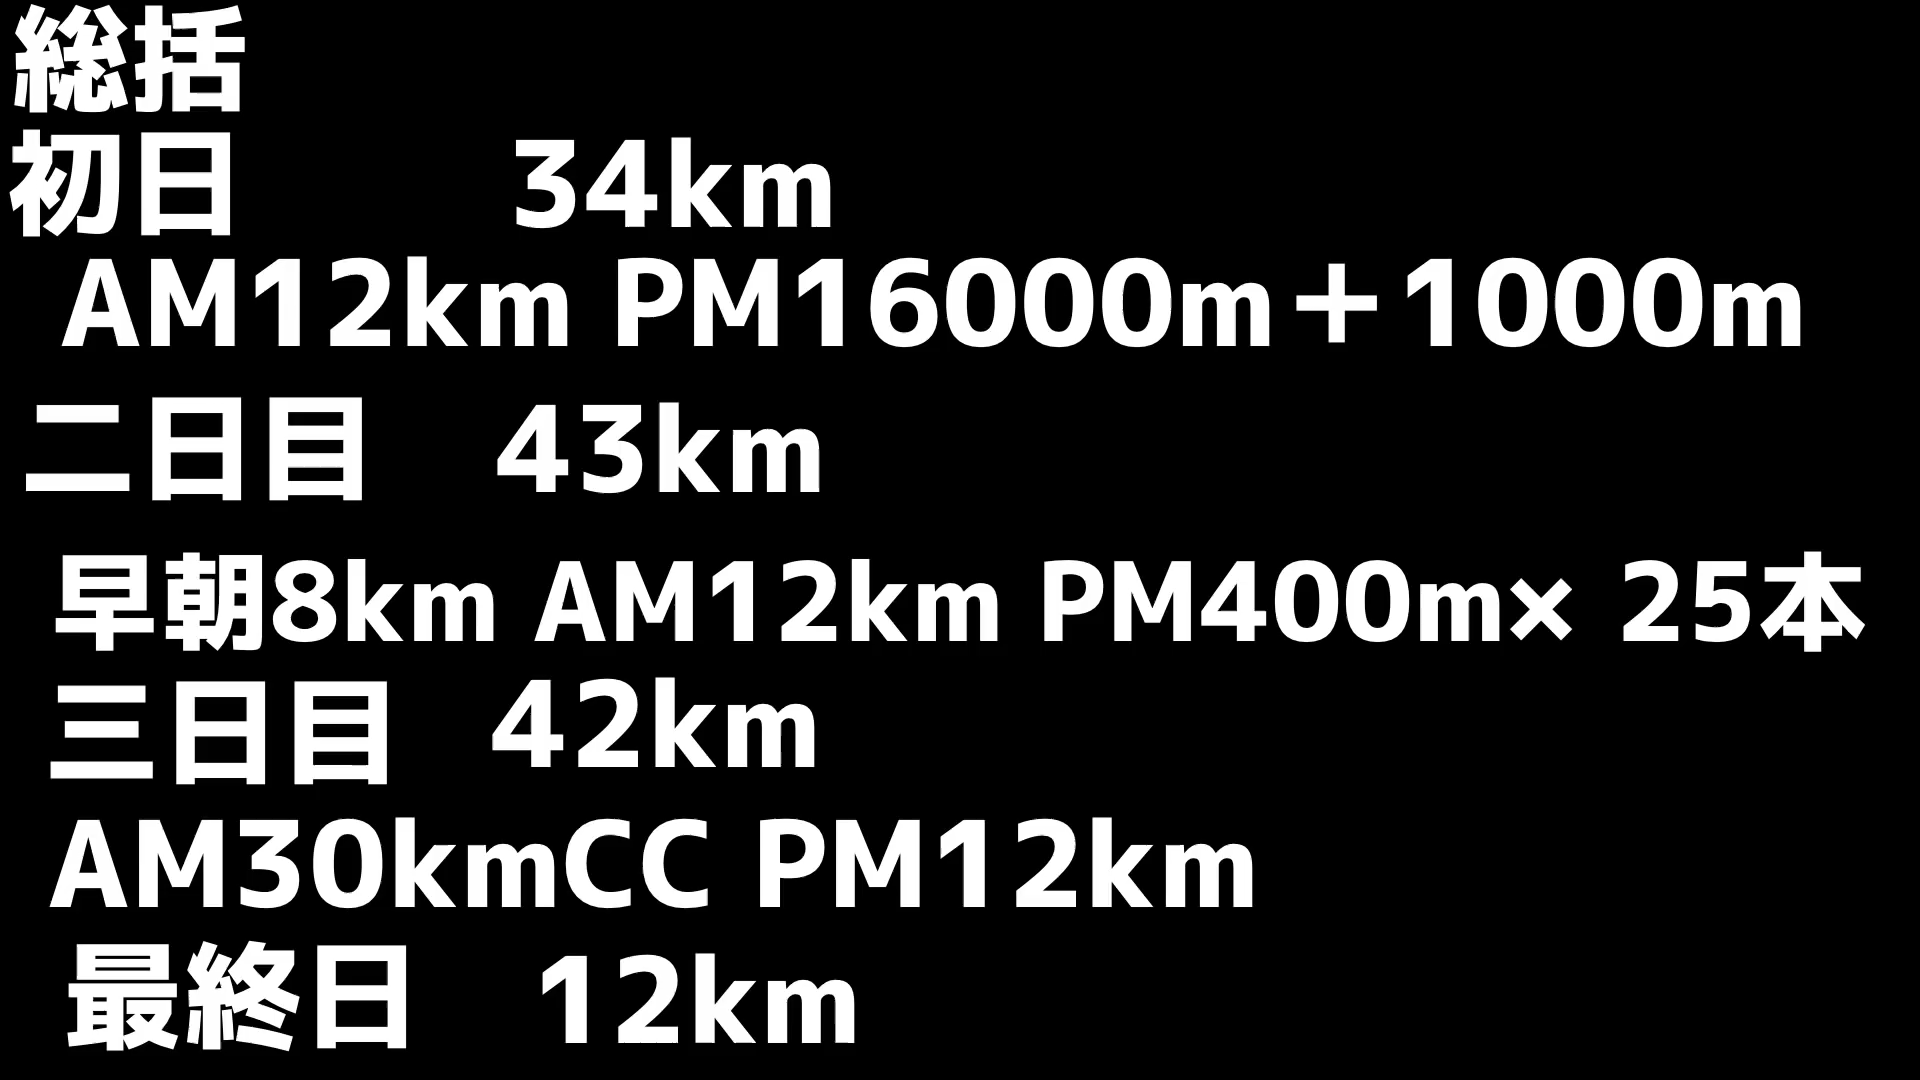 総括
初日 34km
AM12km PM16000m＋1000m
二日目 43km
早朝8km AM12km PM400m× 25本
三日目 42km
AM30kmCC PM12km
最終日 12km